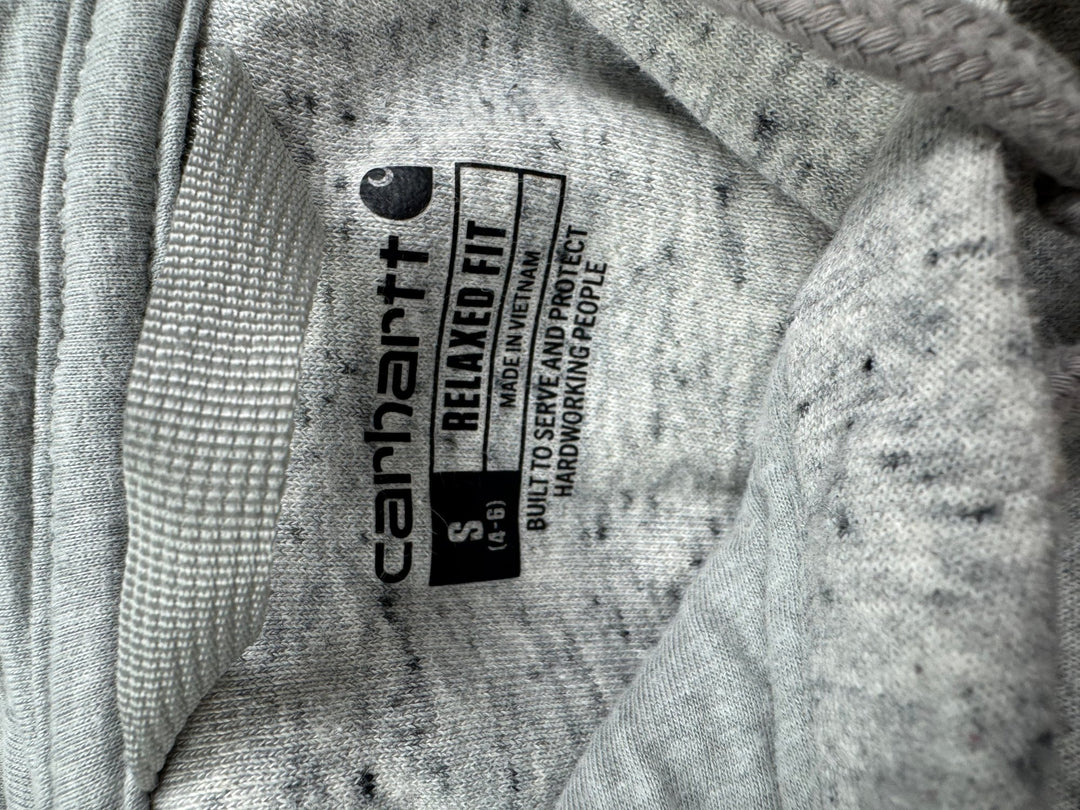 carhartt
S
(4-6)
RELAXED FIT
MADE IN VIETNAM
BUILT TO SERVE AND PROTECT
HARDWORKING PEOPLE